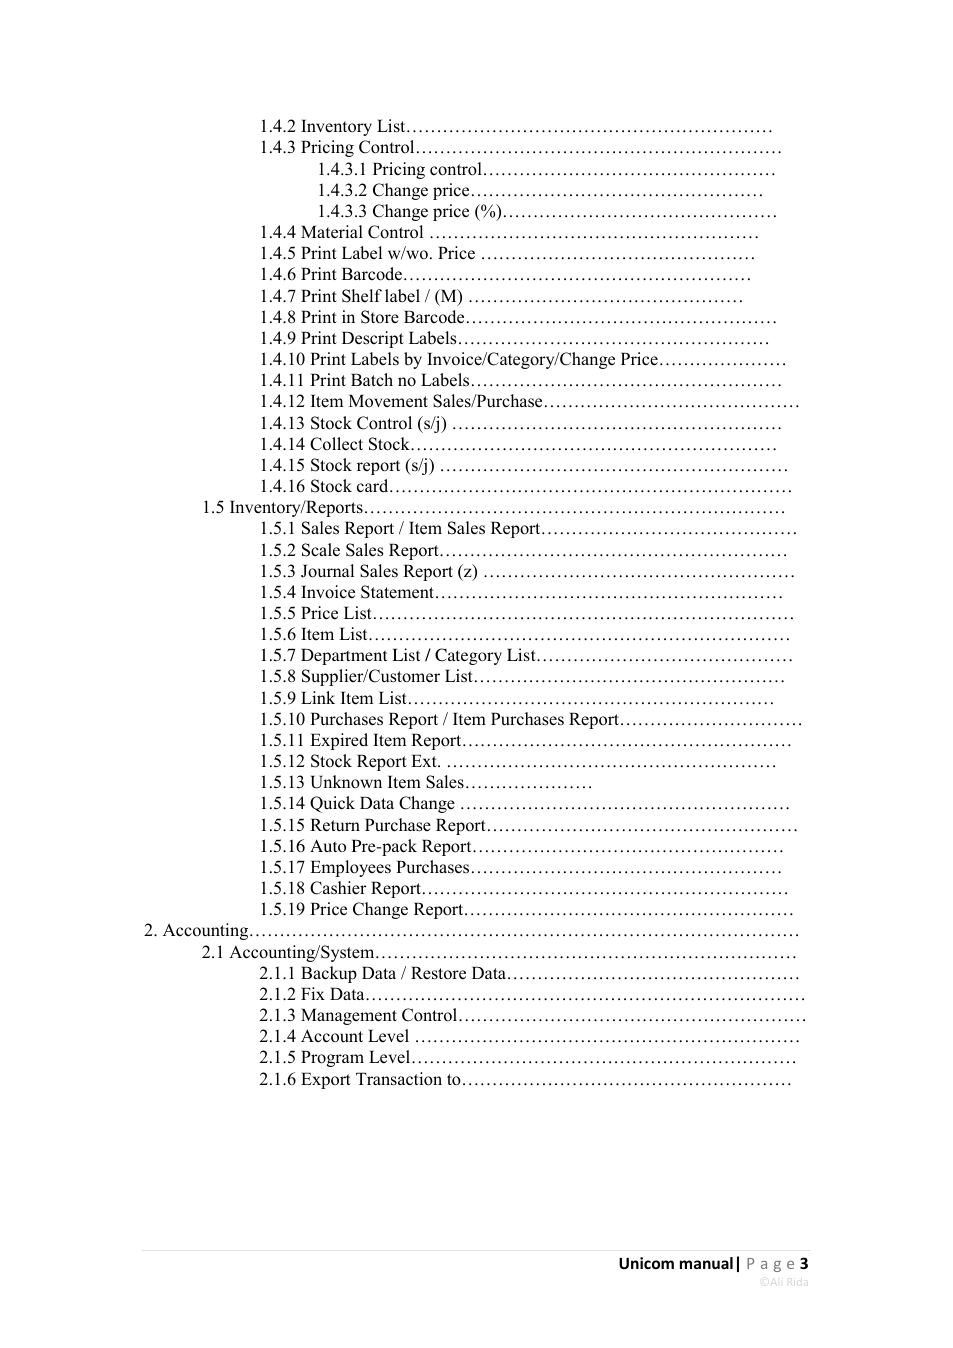 1.4.2 Inventory List……………………………………………………
1.4.3 Pricing Control……………………………………………………
1.4.3.1 Pricing control…………………………………………
1.4.3.2 Change price…………………………………………
1.4.3.3 Change price (%)………………………………………
1.4.4 Material Control ………………………………………………
1.4.5 Print Label w/wo. Price ………………………………………
1.4.6 Print Barcode…………………………………………………
1.4.7 Print Shelf label / (M) ………………………………………
1.4.8 Print in Store Barcode……………………………………………
1.4.9 Print Descript Labels……………………………………………
1.4.10 Print Labels by Invoice/Category/Change Price…………………
1.4.11 Print Batch no Labels……………………………………………
1.4.12 Item Movement Sales/Purchase……………………………………
1.4.13 Stock Control (s/j) ………………………………………………
1.4.14 Collect Stock……………………………………………………
1.4.15 Stock report (s/j) …………………………………………………
1.4.16 Stock card…………………………………………………………
1.5 Inventory/Reports……………………………………………………………
1.5.1 Sales Report / Item Sales Report……………………………………
1.5.2 Scale Sales Report…………………………………………………
1.5.3 Journal Sales Report (z) ……………………………………………
1.5.4 Invoice Statement…………………………………………………
1.5.5 Price List……………………………………………………………
1.5.6 Item List……………………………………………………………
1.5.7 Department List / Category List……………………………………
1.5.8 Supplier/Customer List……………………………………………
1.5.9 Link Item List……………………………………………………
1.5.10 Purchases Report / Item Purchases Report…………………………
1.5.11 Expired Item Report………………………………………………
1.5.12 Stock Report Ext. ………………………………………………
1.5.13 Unknown Item Sales…………………
1.5.14 Quick Data Change ………………………………………………
1.5.15 Return Purchase Report……………………………………………
1.5.16 Auto Pre-pack Report……………………………………………
1.5.17 Employees Purchases……………………………………………
1.5.18 Cashier Report……………………………………………………
1.5.19 Price Change Report………………………………………………
2. Accounting………………………………………………………………………………
2.1 Accounting/System……………………………………………………………
2.1.1 Backup Data / Restore Data…………………………………………
2.1.2 Fix Data………………………………………………………………
2.1.3 Management Control…………………………………………………
2.1.4 Account Level ………………………………………………………
2.1.5 Program Level………………………………………………………
2.1.6 Export Transaction to………………………………………………
Unicom manual| P a g e 3
©Ali Rida